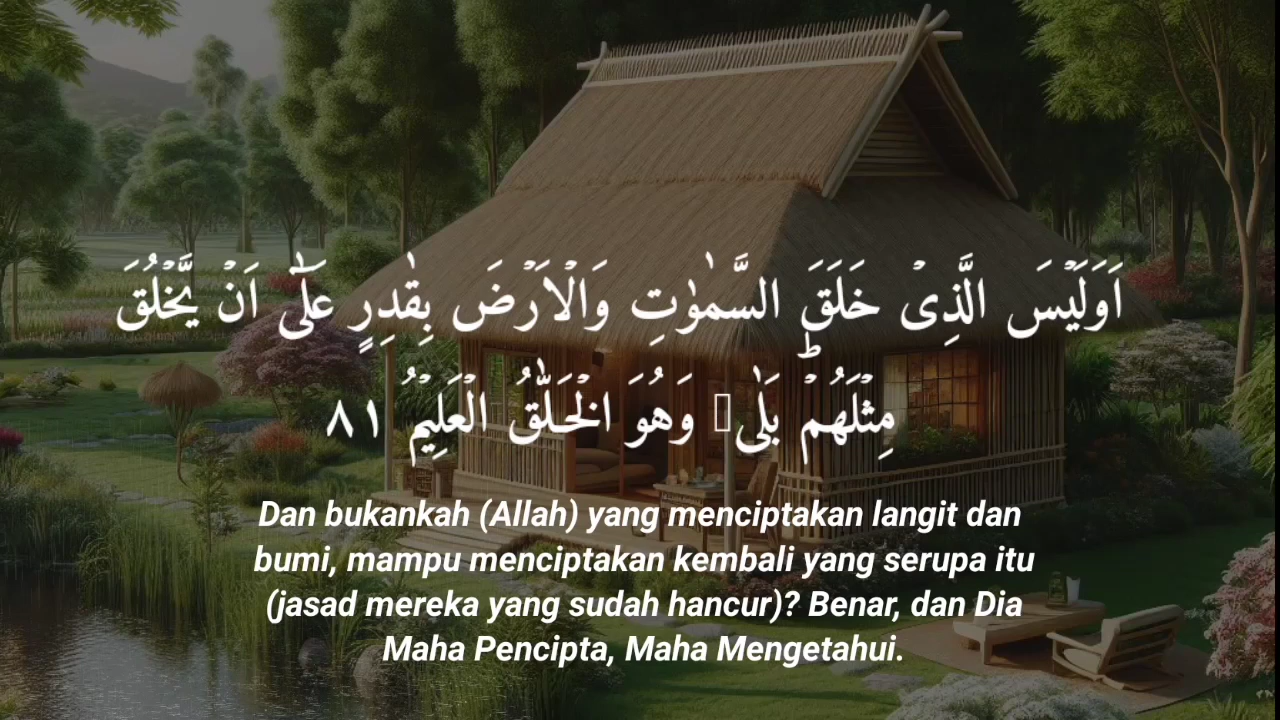 اَوَلَيۡسَ الَّذِىۡ خَلَقَ السَّمٰوٰتِ وَالۡاَرۡضَ بِقٰدِرٍ عَلٰٓى اَنۡ يَّخۡلُقَ
مِثۡلَهُمۡؕ بَلٰى وَهُوَ الۡخَـلّٰقُ الۡعَلِيۡمُ ٨١
Dan bukankah (Allah) yang menciptakan langit dan
bumi, mampu menciptakan kembali yang serupa itu
(jasad mereka yang sudah hancur)? Benar, dan Dia
Maha Pencipta, Maha Mengetahui.